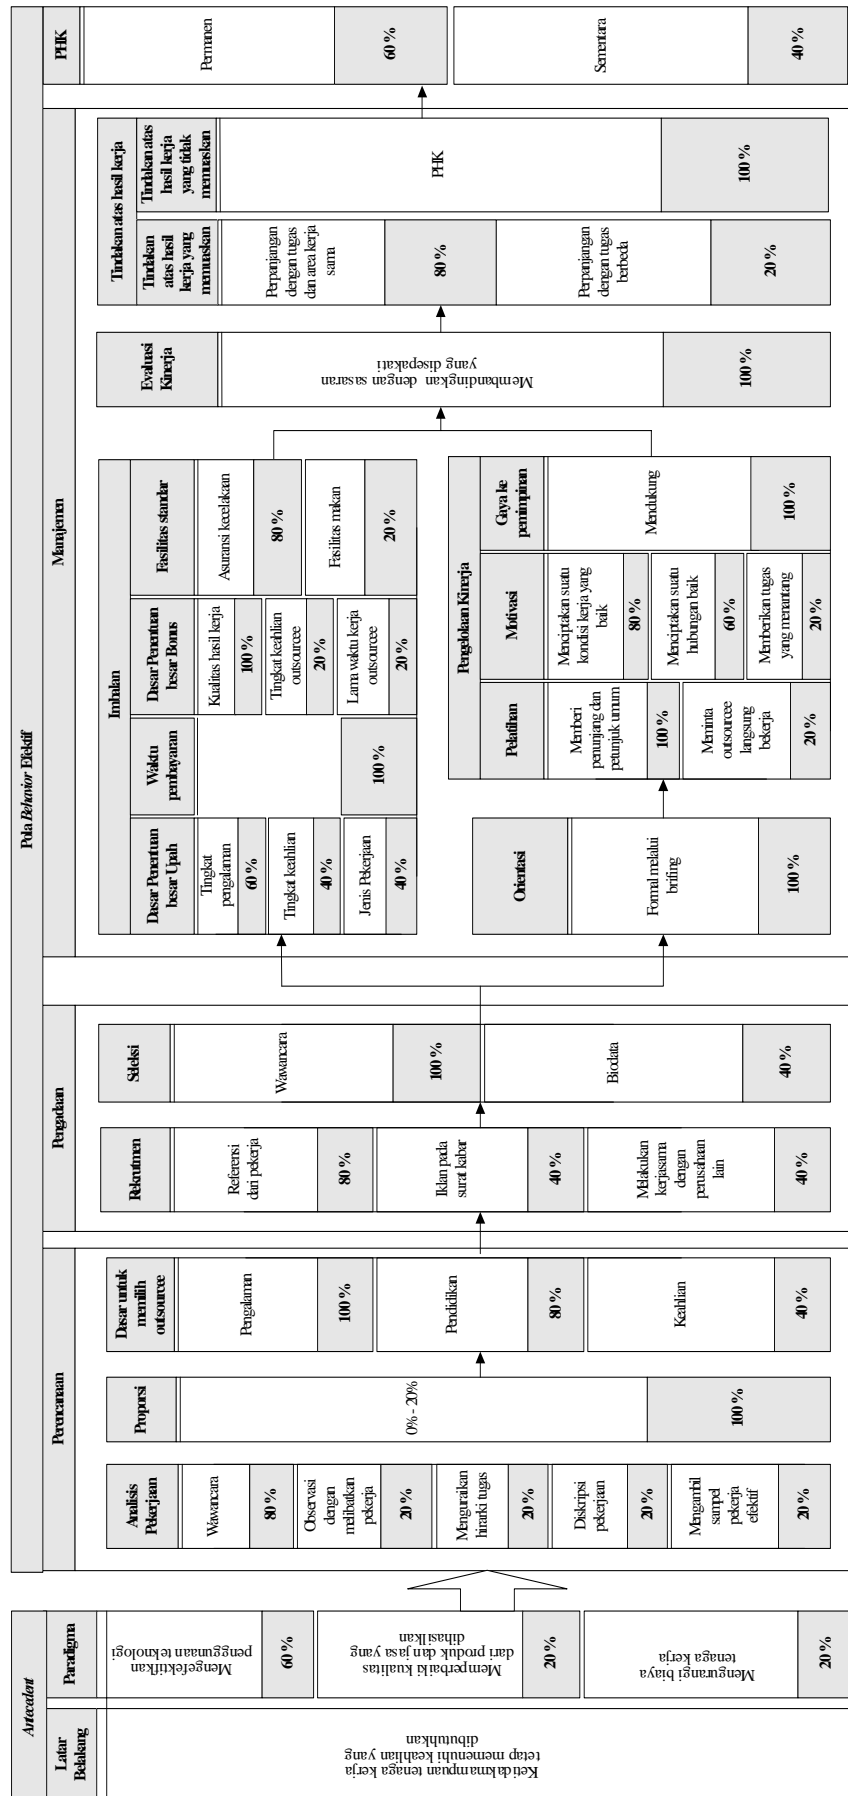 Antecedent
Latar
Belakang
Ketidakmampuan tenaga kerja
tetap memenuhi keahlian yang
dibutuhkan
Paradigma
Mengefektifkan
penggunaan teknologi
60 %
Memperbaiki kualitas
dari produk dan jasa yang
dihasilkan
20 %
Mengurangi biaya
tenaga kerja
20 %
Pola Behavior Efektif
Perencanaan
Analisis
Pekerjaan
Wawancara
80 %
Observasi
dengan
melibatkan
pekerja
20 %
Menguraikan
hirarki tugas
20 %
Diskripsi
pekerjaan
20 %
Mengambil
sampel
pekerja
efektif
20 %
Proporsi
0% - 20%
100 %
Dasar untuk
memilih
outsourcee
Pengalaman
100 %
Pendidikan
80 %
Keahlian
40 %
Pengadaan
Rekrutmen
Referensi
dari pekerja
80 %
Iklan pada
surat kabar
40 %
Melakukan
kerjasama
dengan
perusahaan
lain
40 %
Seleksi
Wawancara
100 %
Biodata
40 %
Manajemen
Imbalan
Dasar Penentuan
besar Upah
Tingkat
pengalaman
60 %
Tingkat keahlian
40 %
Jenis Pekerjaan
40 %
Waktu
pembayaran
100 %
Dasar Penentuan
besar Bonus
Kualitas hasil kerja
100 %
Tingkat keahlian
outsourcee
20 %
Lama waktu kerja
outsourcee
20 %
Fasilitas standar
Asuransi kecelakaan
80 %
Fasilitas makan
20 %
Orientasi
Formal melalui
brifing
100 %
Pengelolaan Kinerja
Pelatihan
Memberi
penunjang dan
petunjuk umum
100 %
Meminta
outsourcee
langsung
bekerja
20 %
Motivasi
Menciptakan suatu
kondisi kerja yang
baik
80 %
Menciptakan suatu
hubungan baik
60 %
Memberikan tugas
yang menantang
20 %
Gaya ke
pemimpinan
Mendukung
100 %
Evaluasi
Kinerja
Membandingkan dengan sasaran
yang disepakati
100 %
Tindakan atas hasil kerja
Tindakan
atas hasil
kerja yang
memuaskan
Perpanjangan
dengan tugas
dan area kerja
sama
80 %
Perpanjangan
dengan tugas
berbeda
20 %
Tindakan atas
hasil kerja
yang tidak
memuaskan
PHK
100 %
PHK
Permanen
60 %
Sementara
40 %